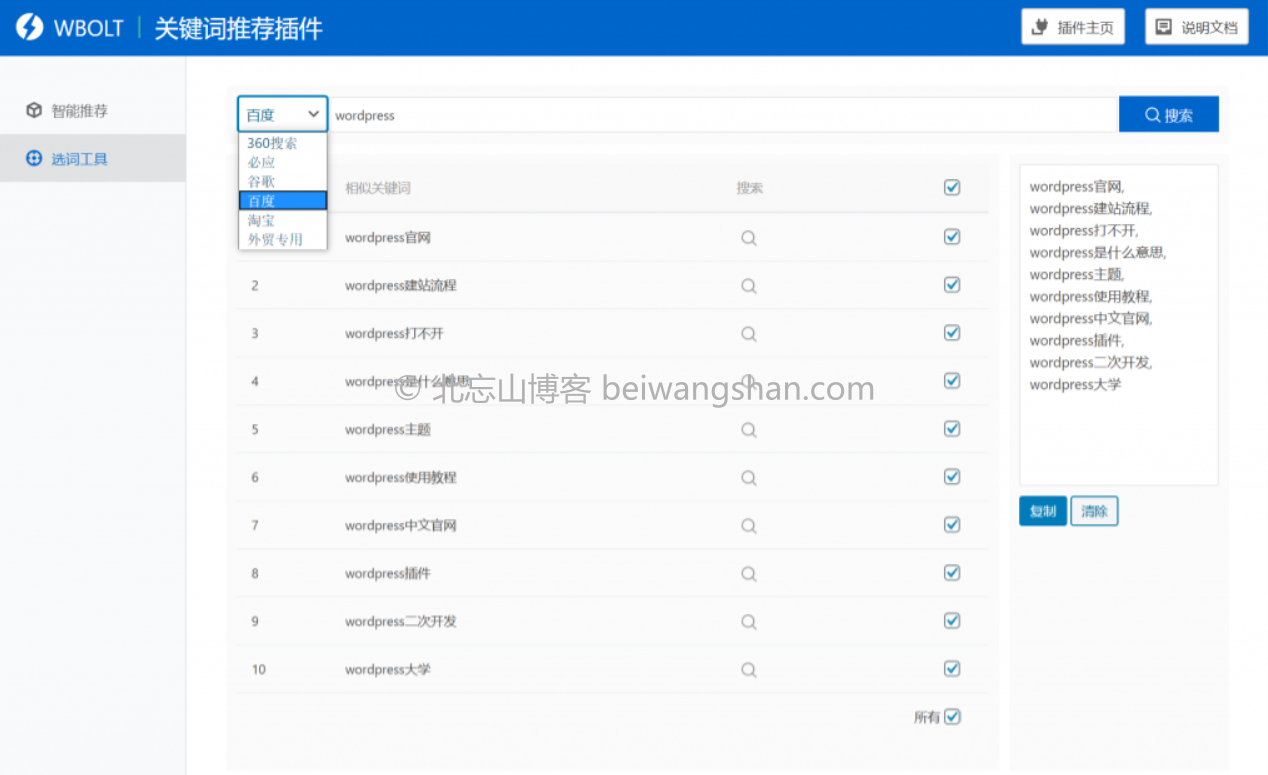 WBOLT | 关键词推荐插件
插件主页
说明文档
智能推荐
选词工具
百度
wordpress
搜索
360搜索
必应
谷歌
百度
淘宝
外贸专用
相似关键词
搜索
wordpress官网
2
wordpress建站流程
3
wordpress打不开
4
wordpress是什么意思
5
wordpress主题
6
wordpress使用教程
7
wordpress中文官网
8
wordpress插件
9
wordpress二次开发
10
wordpress大学
所有
wordpress官网,
wordpress建站流程,
wordpress打不开,
wordpress是什么意思,
wordpress主题,
wordpress使用教程,
wordpress中文官网,
wordpress插件,
wordpress二次开发,
wordpress大学
复制
清除
© 北忘山博客 beiwangshan.com